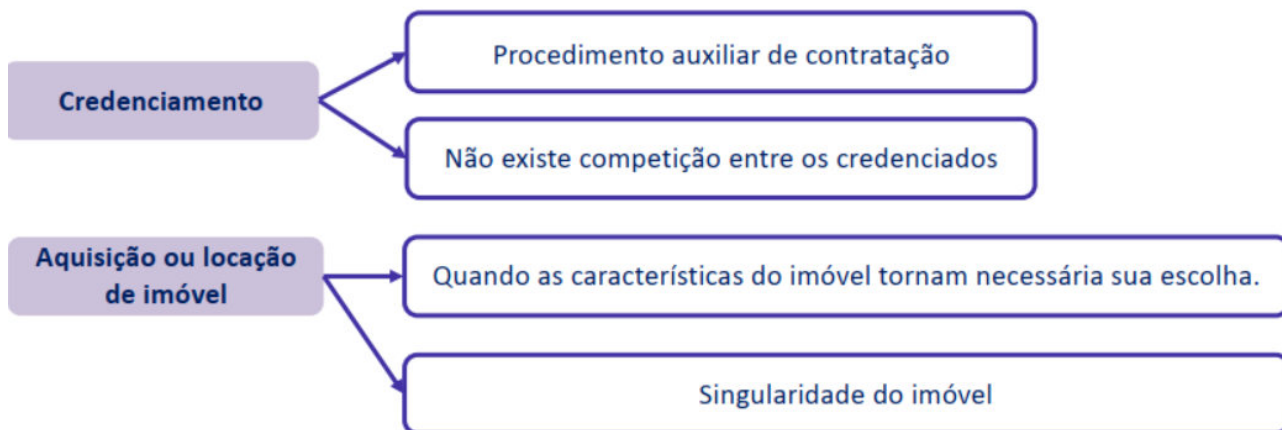 Credenciamento
Procedimento auxiliar de contratação
Não existe competição entre os credenciados
Aquisição ou locação
de imóvel
Quando as características do imóvel tornam necessária sua escolha.
Singularidade do imóvel